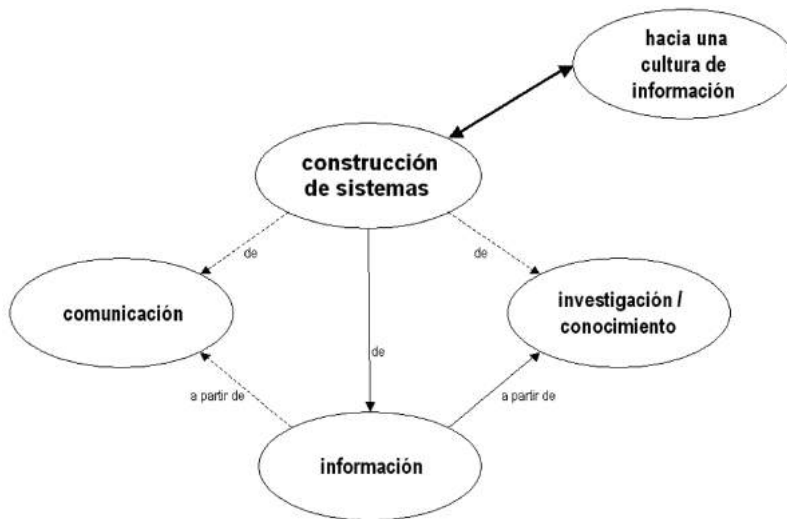 hacia una
cultura de
información
construcción
de sistemas
de
de
comunicación
investigación /
conocimiento
de
a partir de
a partir de
información